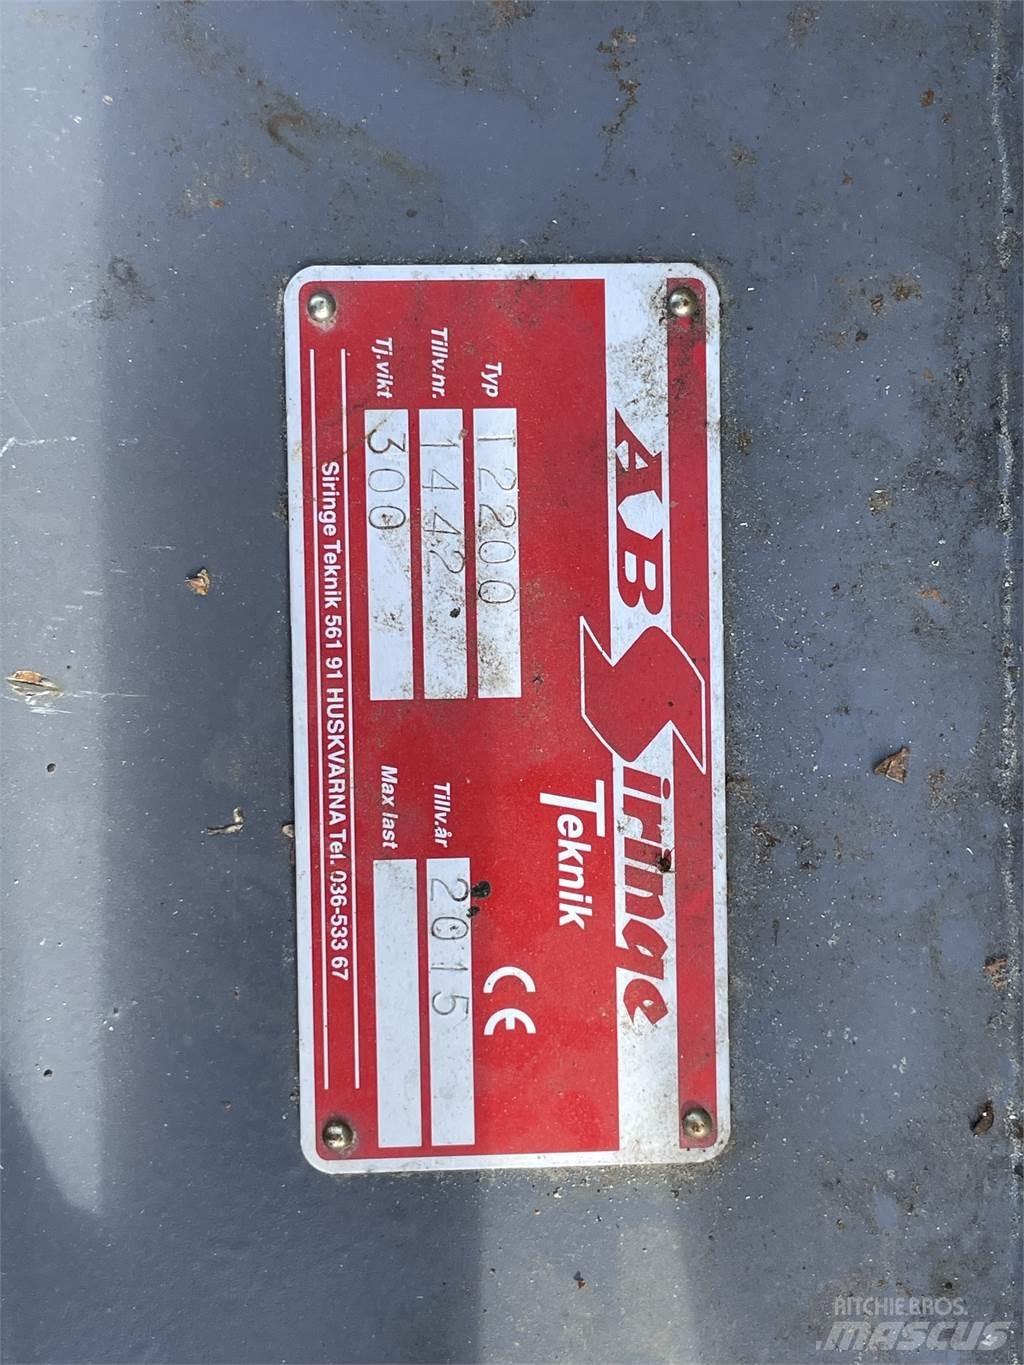 AB Siringe
Teknik
Typ T 2200
Tillv.nr. 1442 Tillv.år 2015
Tj.vikt 300 Max last
CE
Siringe Teknik 561 91 HUSKVARNA Tel. 036-533 67
RITCHIE BROS.
MASCUS